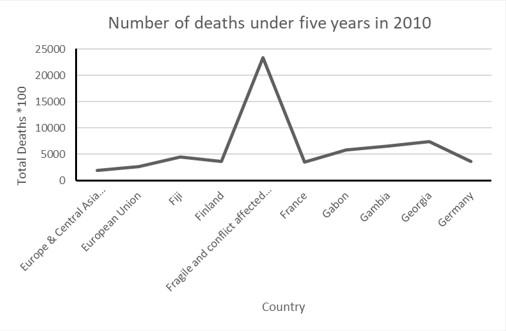 Number of deaths under five years in 2010
Total Deaths *100
25000
20000
15000
10000
5000
0
Europe & Central Asia...
European Union
Fiji
Finland
Fragile and conflict affected...
France
Gabon
Gambia
Georgia
Germany
Country